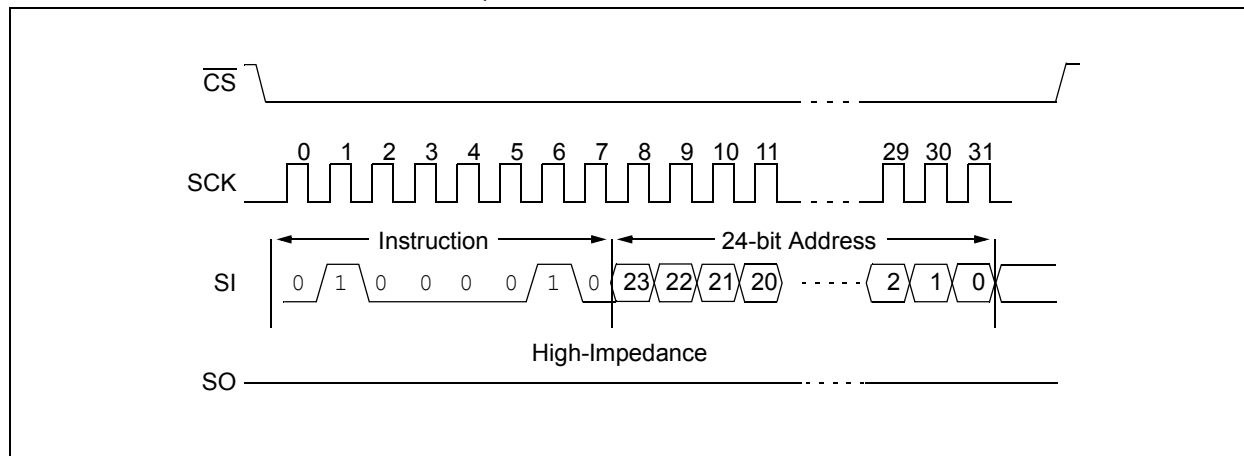 CS
0 1 2 3 4 5 6 7 8 9 10 11 29 30 31
SCK
Instruction 24-bit Address
SI 0 1 0 0 0 0 1 0 23 22 21 20 2 1 0
High-Impedance
SO